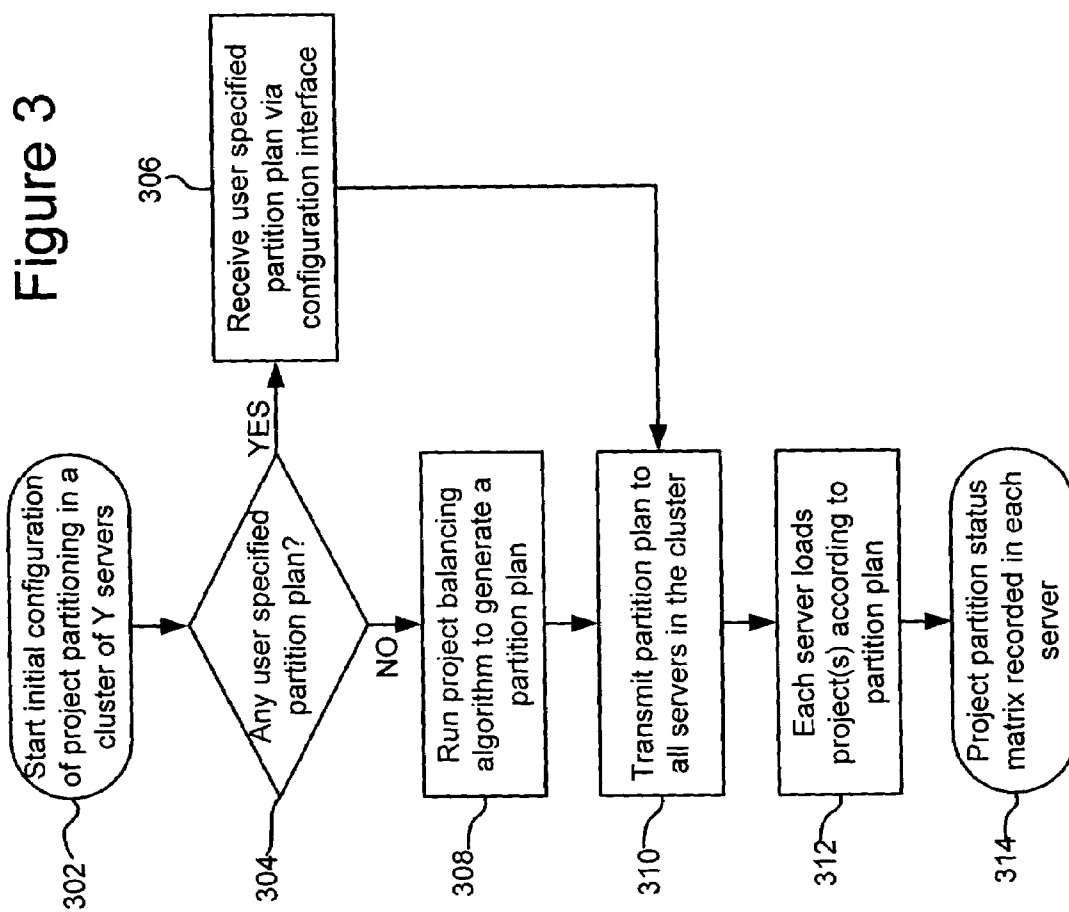 Figure 3
302
Start initial configuration
of project partitioning in a
cluster of Y servers
304
Any user specified
partition plan?
YES
NO
306
Receive user specified
partition plan via
configuration interface
308
Run project balancing
algorithm to generate a
partition plan
310
Transmit partition plan to
all servers in the cluster
312
Each server loads
project(s) according to
partition plan
314
Project partition status
matrix recorded in each
server